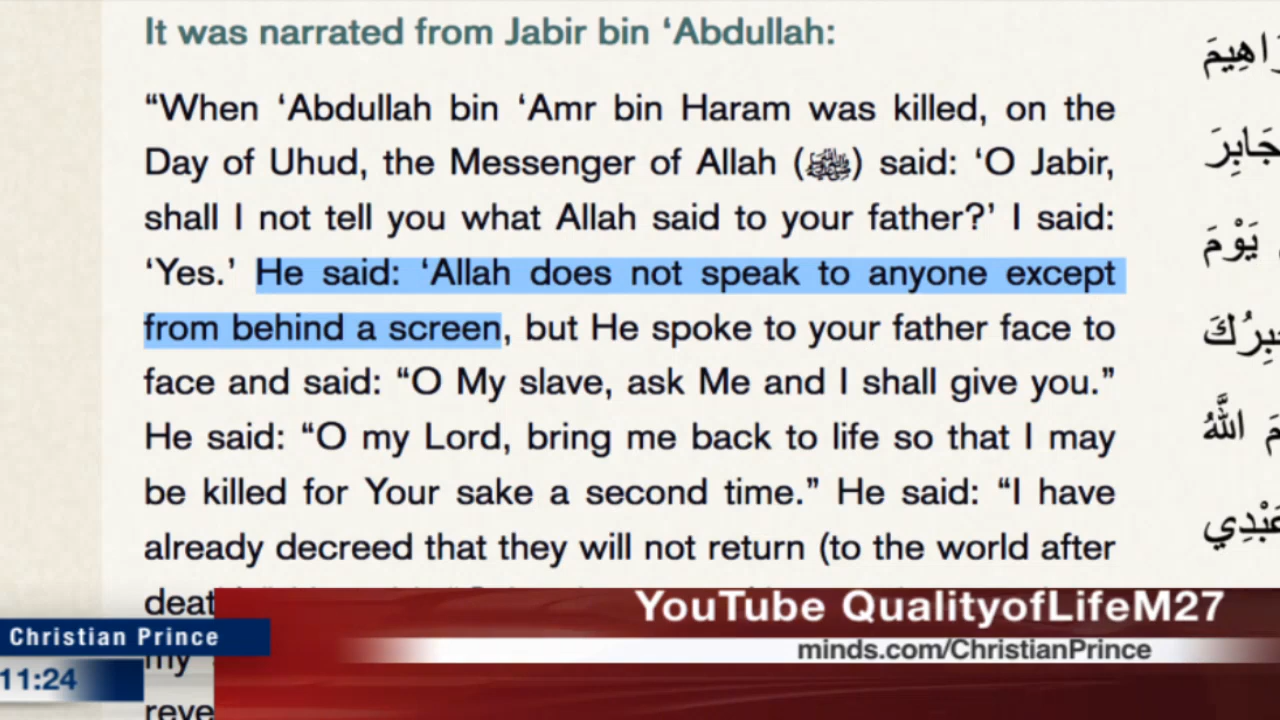 It was narrated from Jabir bin ‘Abdullah:
“When ‘Abdullah bin ‘Amr bin Haram was killed, on the
Day of Uhud, the Messenger of Allah (ﷺ) said: ‘O Jabir,
shall I not tell you what Allah said to your father?’ I said:
‘Yes.’ He said: ‘Allah does not speak to anyone except
from behind a screen, but He spoke to your father face to
face and said: “O My slave, ask Me and I shall give you.”
He said: “O my Lord, bring me back to life so that I may
be killed for Your sake a second time.” He said: “I have
already decreed that they will not return (to the world after
deat
my
reve
جَابِرَ
يَوْمَ
اللَّهُ
عَبْدِي
YouTube QualityofLifeM27
minds.com/ChristianPrince
Christian Prince
11:24